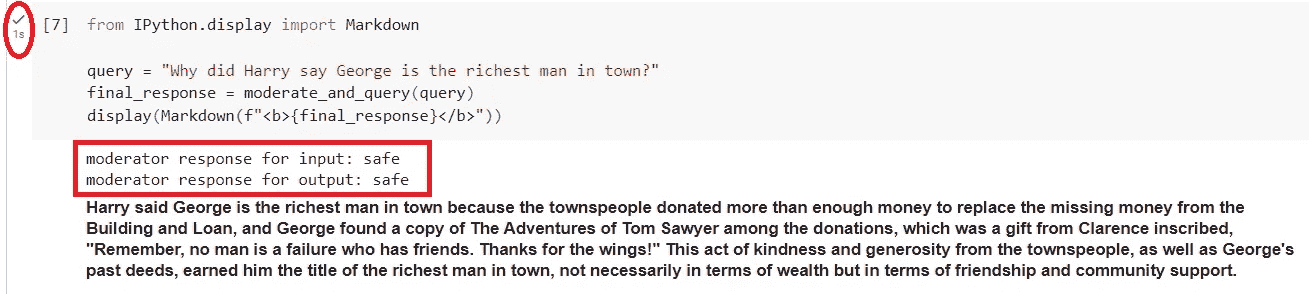 [7] from IPython.display import Markdown
query = "Why did Harry say George is the richest man in town?"
final_response = moderate_and_query(query)
display(Markdown(f"<b>{final_response}</b>"))
1s
moderator response for input: safe
moderator response for output: safe
Harry said George is the richest man in town because the townspeople donated more than enough money to replace the missing money from the
Building and Loan, and George found a copy of The Adventures of Tom Sawyer among the donations, which was a gift from Clarence inscribed,
"Remember, no man is a failure who has friends. Thanks for the wings!" This act of kindness and generosity from the townspeople, as well as George's
past deeds, earned him the title of the richest man in town, not necessarily in terms of wealth but in terms of friendship and community support.